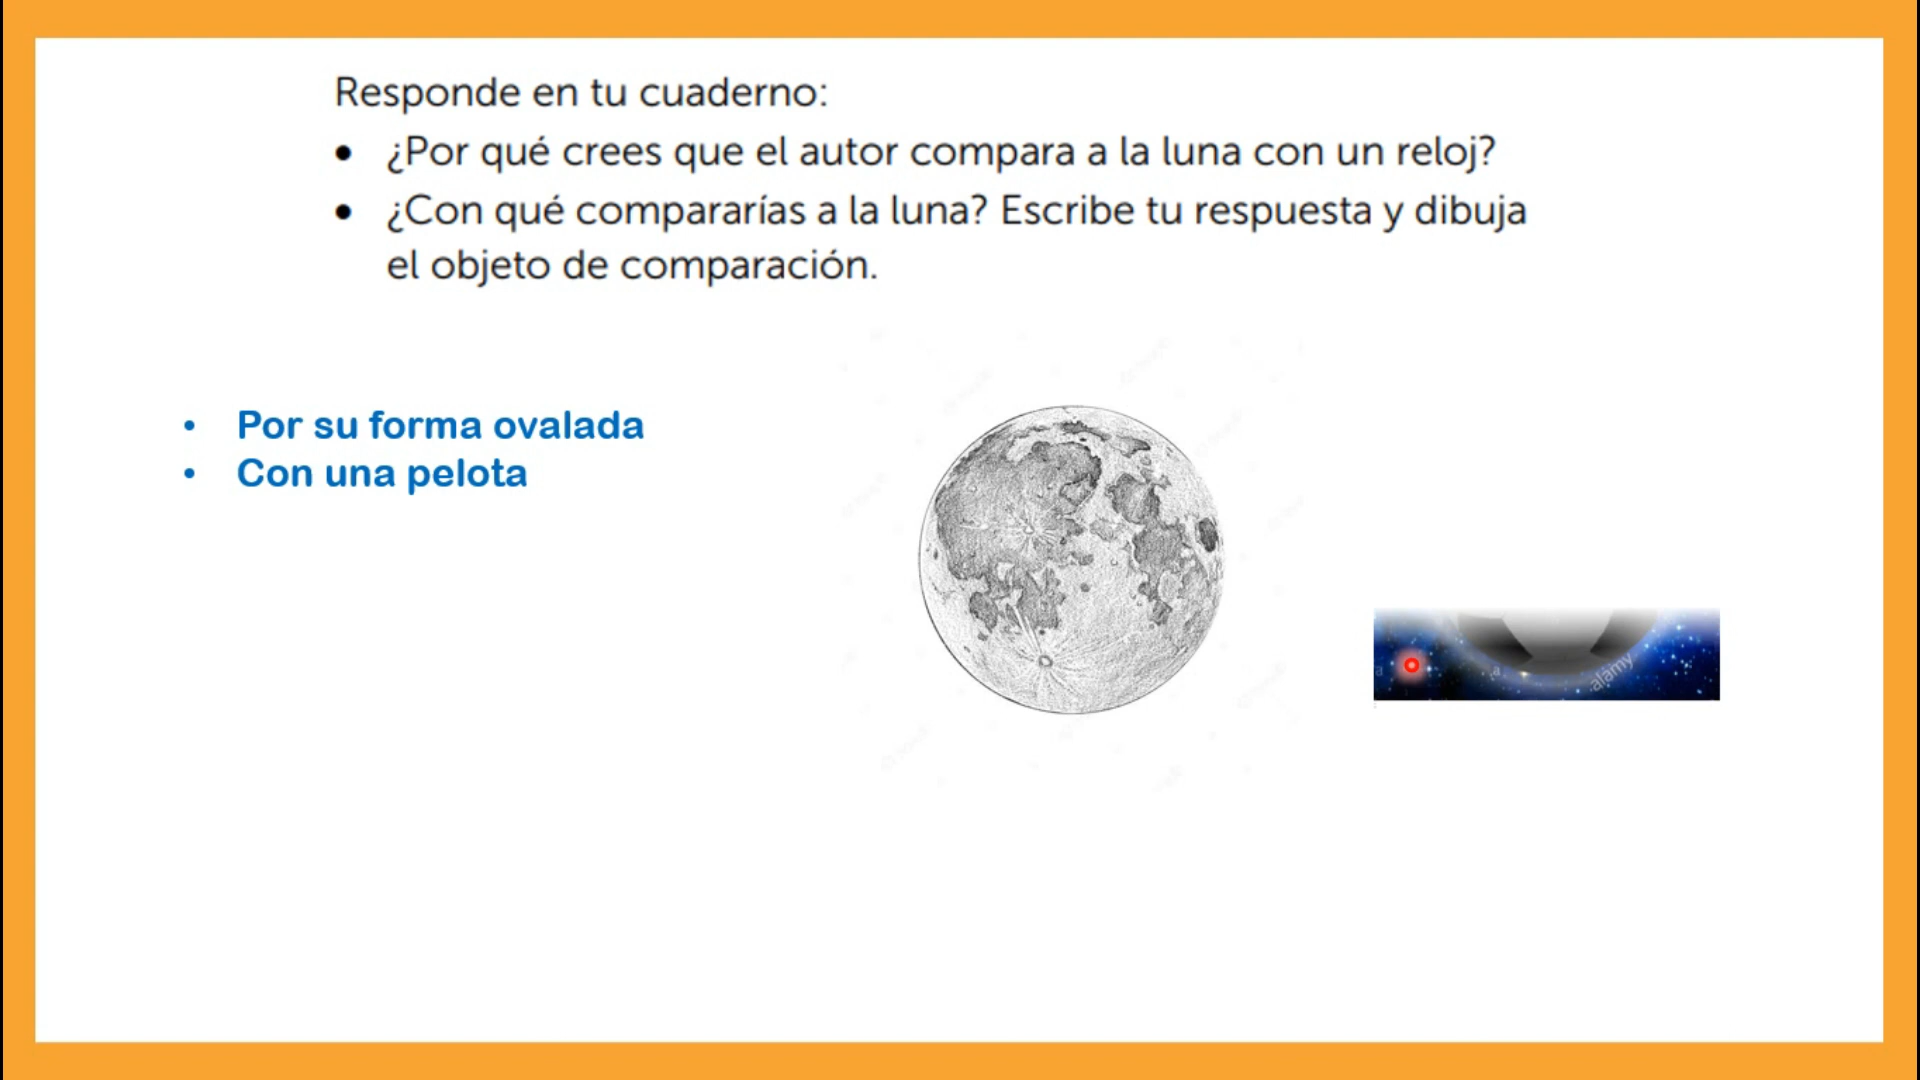 Responde en tu cuaderno:
• ¿Por qué crees que el autor compara a la luna con un reloj?
• ¿Con qué compararías a la luna? Escribe tu respuesta y dibuja
el objeto de comparación.
• Por su forma ovalada
• Con una pelota
a
a
alamy